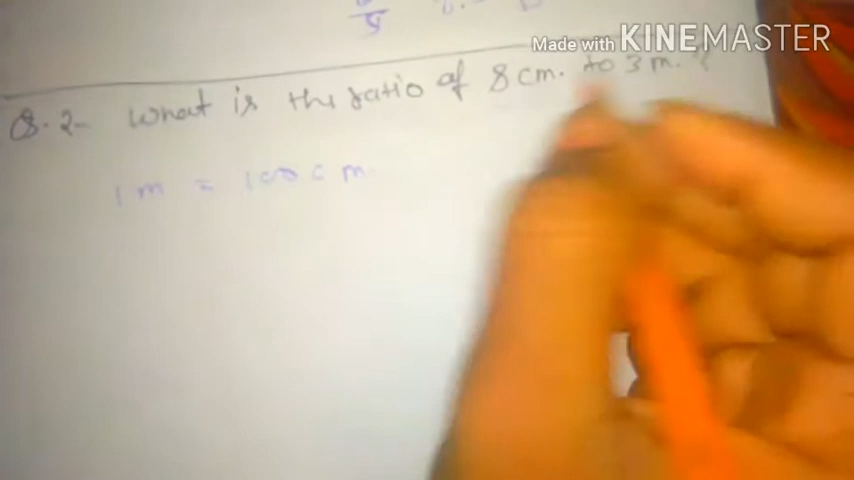 Made with KINEMASTER
Q.2- What is the ratio of 8 cm. to 3 m. ?
1 m = 100 c m